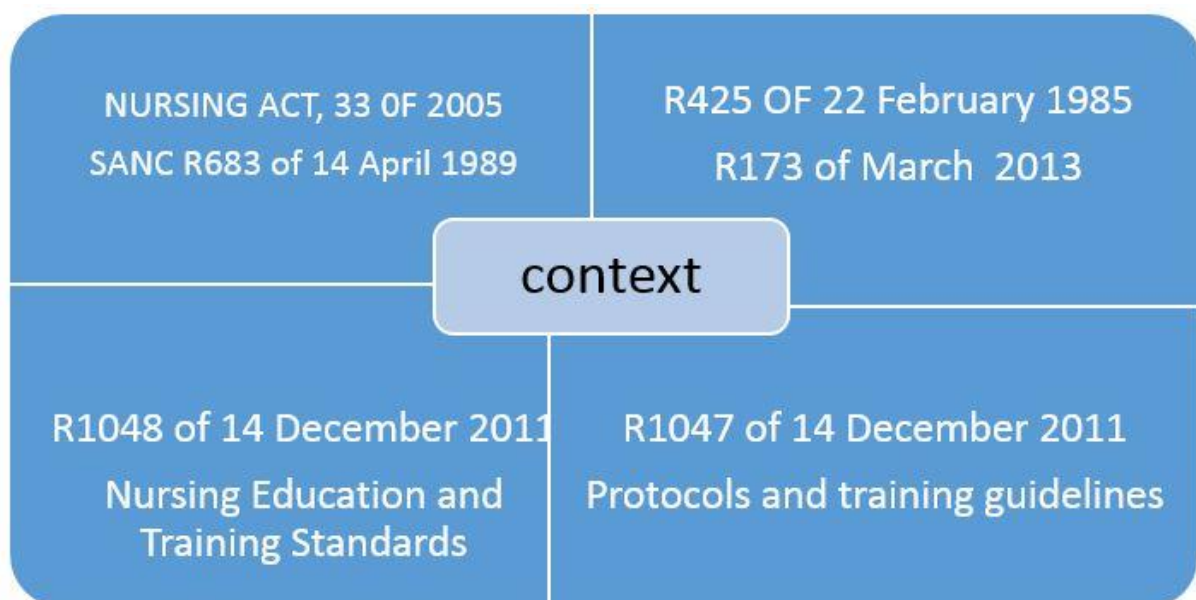 NURSING ACT, 33 0F 2005
SANC R683 of 14 April 1989
R425 OF 22 February 1985
R173 of March 2013
context
R1048 of 14 December 2011
Nursing Education and
Training Standards
R1047 of 14 December 2011
Protocols and training guidelines